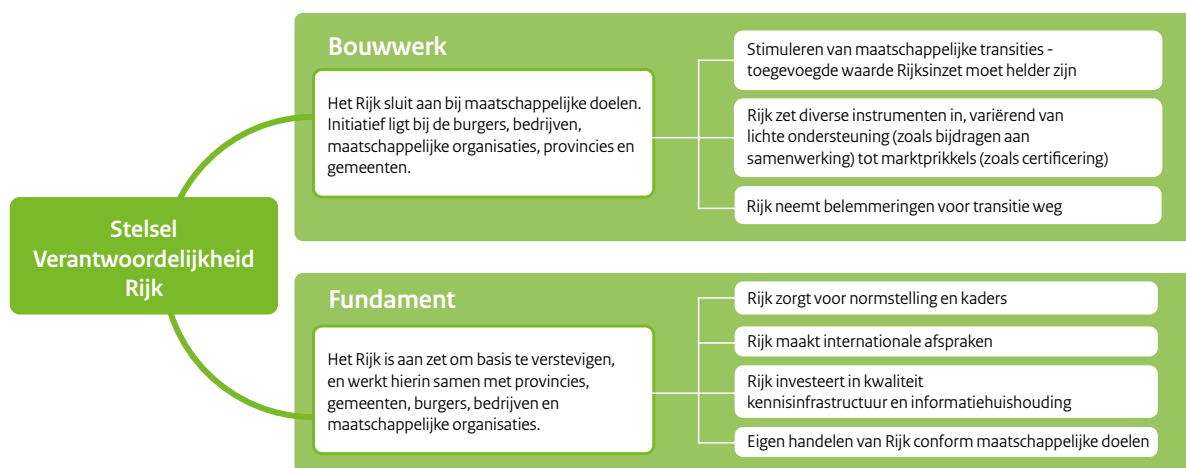 Stelsel
Verantwoordelijkheid
Rijk
Bouwwerk
Het Rijk sluit aan bij maatschappelijke doelen.
Initiatief ligt bij de burgers, bedrijven,
maatschappelijke organisaties, provincies en
gemeenten.
Stimuleren van maatschappelijke transities -
toegevoegde waarde Rijksinzet moet helder zijn
Rijk zet diverse instrumenten in, variërend van
lichte ondersteuning (zoals bijdragen aan
samenwerking) tot marktprikkels (zoals certificering)
Rijk neemt belemmeringen voor transitie weg
Fundament
Het Rijk is aan zet om basis te verstevigen,
en werkt hierin samen met provincies,
gemeenten, burgers, bedrijven en
maatschappelijke organisaties.
Rijk zorgt voor normstelling en kaders
Rijk maakt internationale afspraken
Rijk investeert in kwaliteit
kennisinfrastructuur en informatiehuishouding
Eigen handelen van Rijk conform maatschappelijke doelen